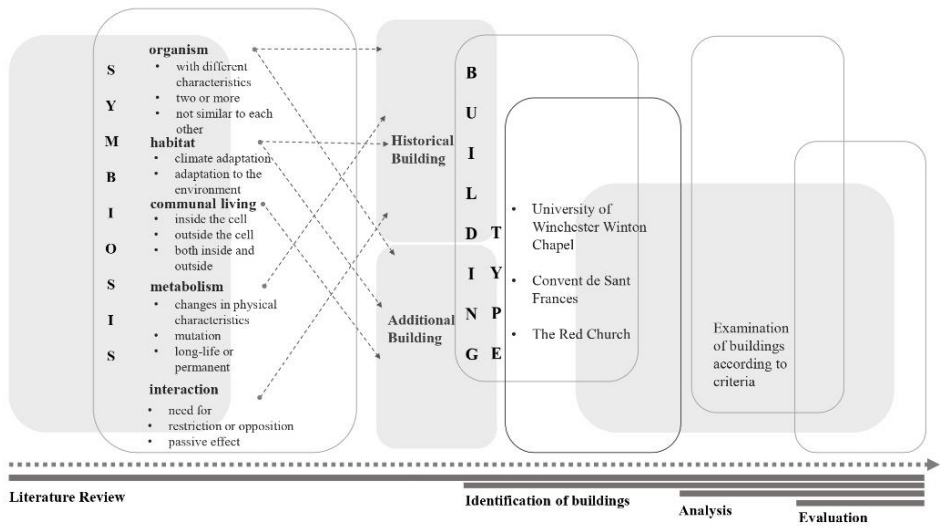 SYMBIOSIS
organism
• with different
characteristics
• two or more
• not similar to each
other
habitat
• climate adaptation
• adaptation to the
environment
communal living
• inside the cell
• outside the cell
• both inside and
outside
metabolism
• changes in physical
characteristics
• mutation
• long-life or
permanent
interaction
• need for
• restriction or opposition
• passive effect
Historical
Building
Additional
Building
BUILDING
TYPE
• University of
Winchester Winton
Chapel
• Convent de Sant
Frances
• The Red Church
Examination
of buildings
according to
criteria
Literature Review
Identification of buildings
Analysis
Evaluation